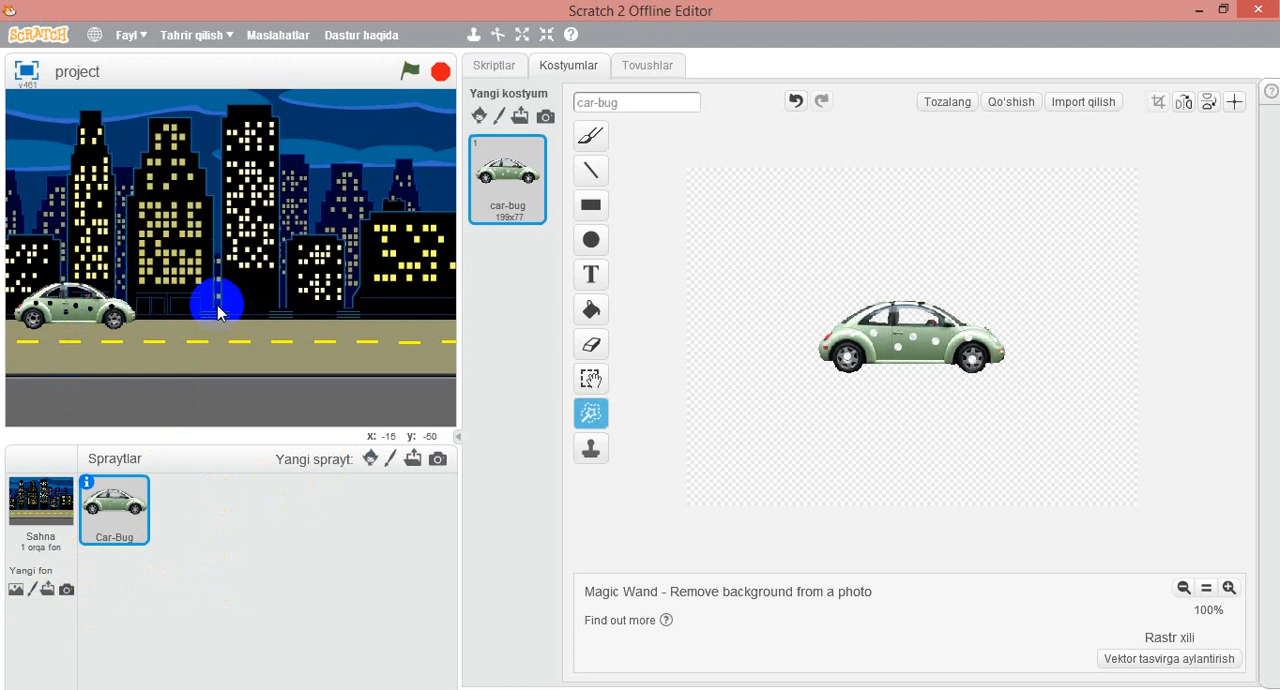 Scratch 2 Offline Editor
SCRATCH
Fayl
Tahrir qilish
Maslahatlar
Dastur haqida
project
v461
Skriptlar
Kostyumlar
Tovushlar
Yangi kostyum
car-bug
Tozalang
Qo'shish
Import qilish
1
car-bug
199x77
T
x: -15 y: -50
Spraytlar
Yangi sprayt:
Sahna
1 orqa fon
Car-Bug
Yangi fon
Magic Wand - Remove background from a photo
Find out more
100%
Rastr xili
Vektor tasvirga aylantirish